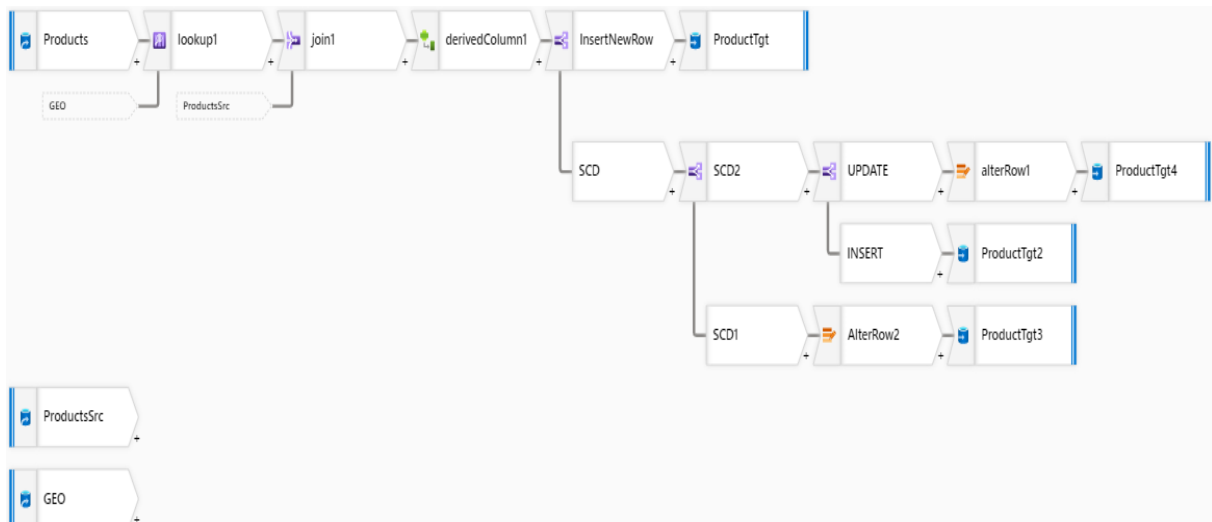 Products
lookup1
join1
derivedColumn1
InsertNewRow
ProductTgt
+
+
+
+
+
GEO
ProductsSrc
SCD
SCD2
UPDATE
alterRow1
ProductTgt4
+
+
+
+
INSERT
ProductTgt2
+
SCD1
AlterRow2
ProductTgt3
+
+
ProductsSrc
+
GEO
+